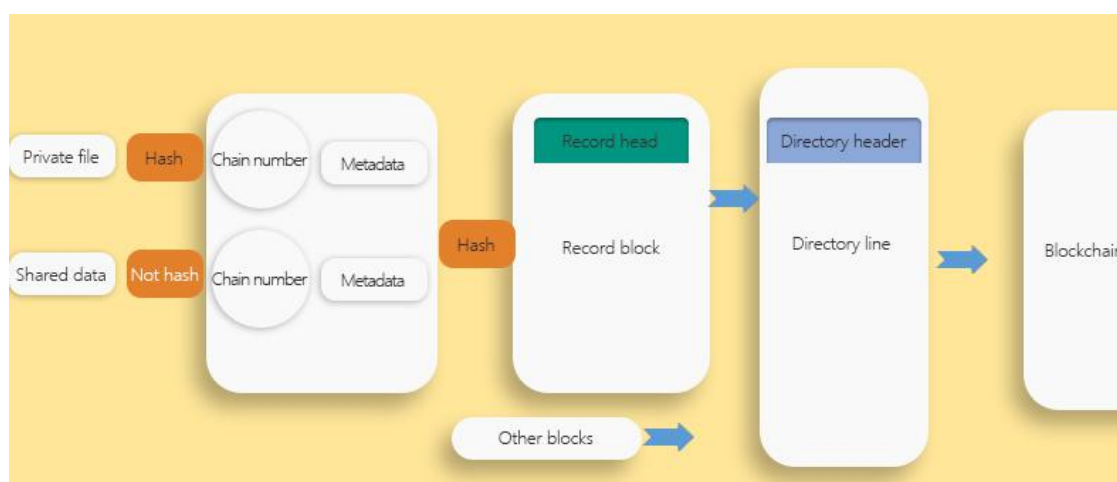 Private file
Hash
Chain number
Metadata
Shared data
Not hash
Chain number
Metadata
Hash
Record head
Record block
Other blocks
Directory header
Directory line
Blockchain